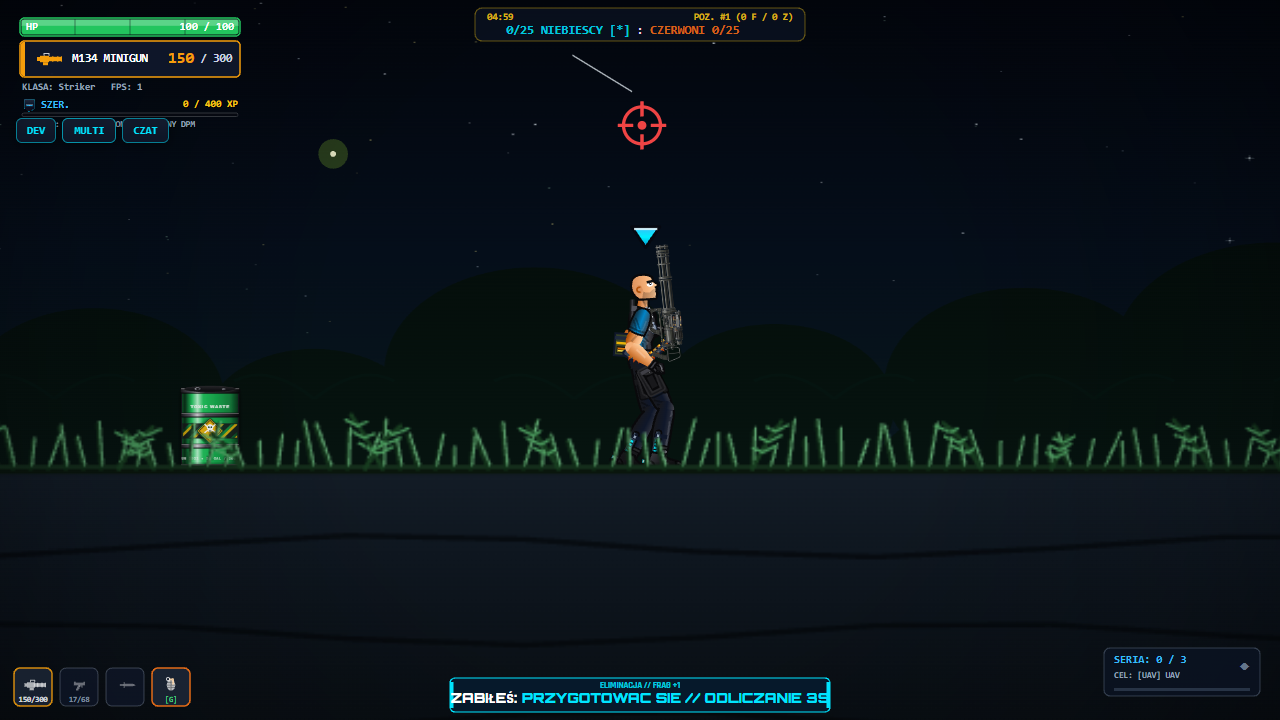 HP 100 / 100
M134 MINIGUN 150 / 300
KLASA: Striker FPS: 1
SZER. 0 / 400 XP
NY DPM
DEV MULTI CZAT
04:59 POZ. #1 (0 F / 0 Z)
0/25 NIEBIESCY [*] : CZERWONI 0/25
TOXIC WASTE
150/300 17/68 [G]
ELIMINACJA // FRAG +1
ZABIŁEŚ: PRZYGOTOWAC SIE // ODLICZANIE 3S
SERIA: 0 / 3
CEL: [UAV] UAV